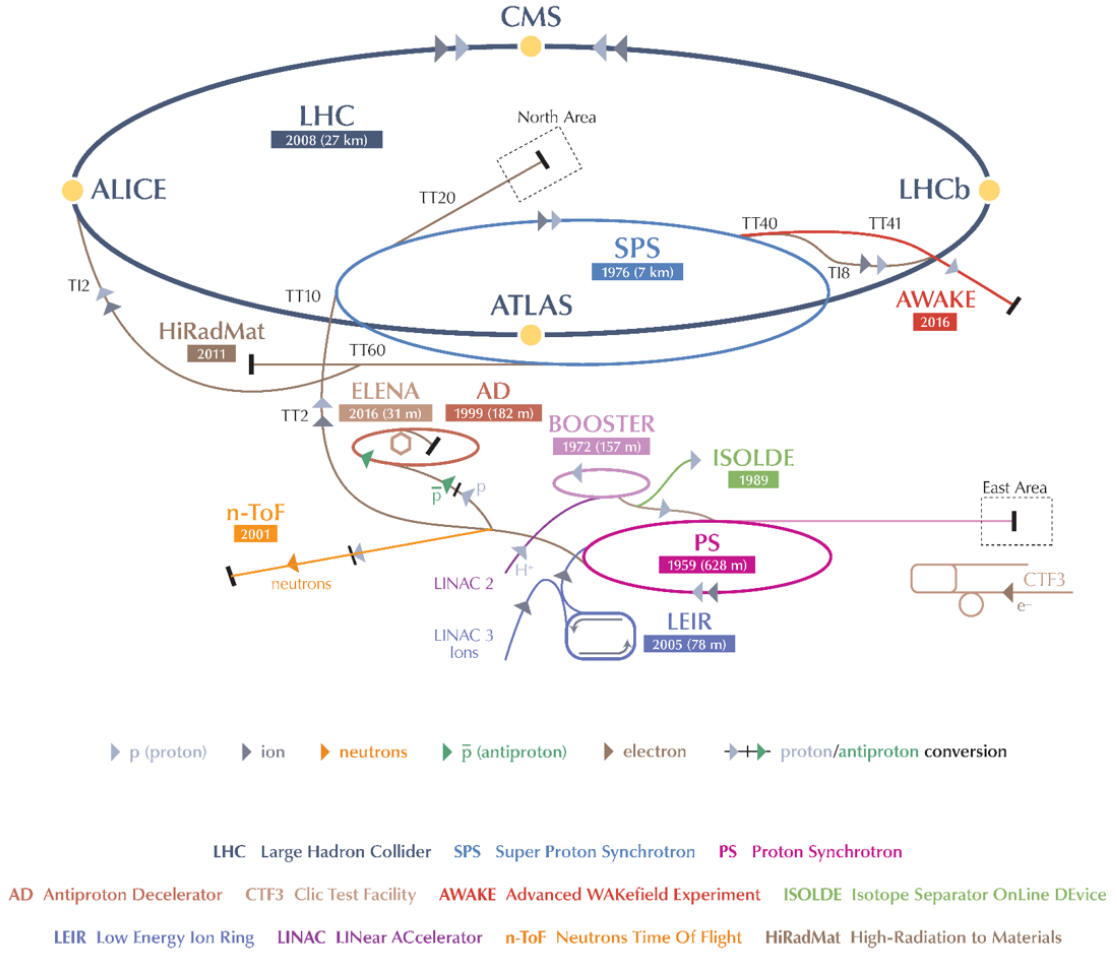 CMS
LHC
2008 (27 km)
North Area
ALICE
TT20
LHCb
TT40
TT41
SPS
1976 (7 km)
TI8
TI2
TT10
ATLAS
AWAKE
2016
HiRadMat
2011
TT60
ELENA
2016 (31 m)
AD
1999 (182 m)
TT2
BOOSTER
1972 (157 m)
ISOLDE
1989
p̅
p
East Area
n-ToF
2001
PS
1959 (628 m)
neutrons
LINAC 2
H⁺
CTF3
e⁻
LEIR
2005 (78 m)
LINAC 3
Ions
p (proton) ion neutrons p̅ (antiproton) electron proton/antiproton conversion
LHC Large Hadron Collider SPS Super Proton Synchrotron PS Proton Synchrotron
AD Antiproton Decelerator CTF3 Clic Test Facility AWAKE Advanced WAKefield Experiment ISOLDE Isotope Separator OnLine DEvice
LEIR Low Energy Ion Ring LINAC LINear ACcelerator n-ToF Neutrons Time Of Flight HiRadMat High-Radiation to Materials